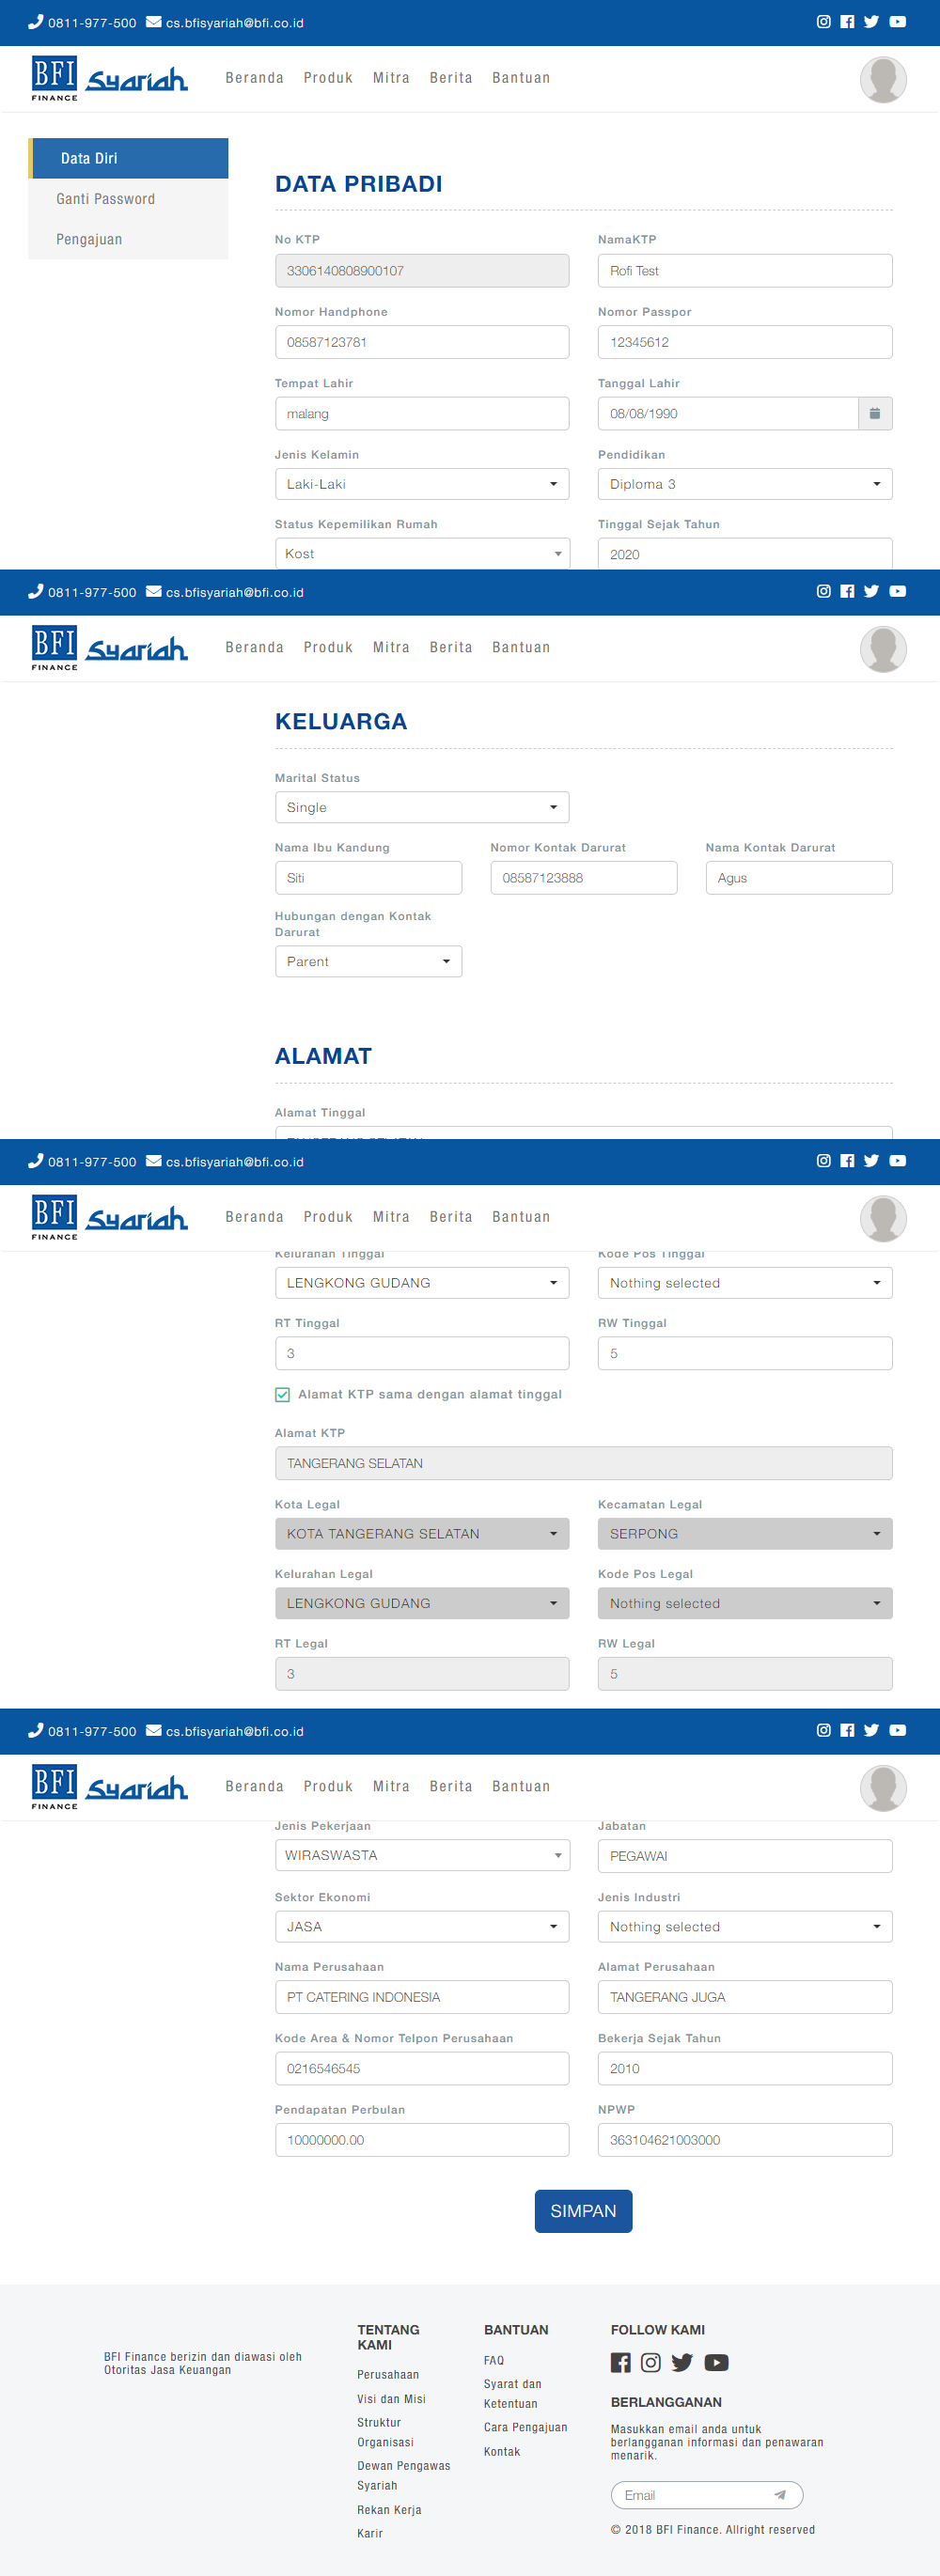 0811-977-500 cs.bfisyariah@bfi.co.id
BFI FINANCE Syariah Beranda Produk Mitra Berita Bantuan
Data Diri
Ganti Password
Pengajuan
DATA PRIBADI
No KTP NamaKTP
3306140808900107 Rofi Test
Nomor Handphone Nomor Passpor
08587123781 12345612
Tempat Lahir Tanggal Lahir
malang 08/08/1990
Jenis Kelamin Pendidikan
Laki-Laki Diploma 3
Status Kepemilikan Rumah Tinggal Sejak Tahun
Kost 2020
0811-977-500 cs.bfisyariah@bfi.co.id
BFI FINANCE Syariah Beranda Produk Mitra Berita Bantuan
KELUARGA
Marital Status
Single
Nama Ibu Kandung Nomor Kontak Darurat Nama Kontak Darurat
Siti 08587123888 Agus
Hubungan dengan Kontak
Darurat
Parent
ALAMAT
Alamat Tinggal
0811-977-500 cs.bfisyariah@bfi.co.id
BFI FINANCE Syariah Beranda Produk Mitra Berita Bantuan
Kelurahan Tinggal Kode Pos Tinggal
LENGKONG GUDANG Nothing selected
RT Tinggal RW Tinggal
3 5
Alamat KTP sama dengan alamat tinggal
Alamat KTP
TANGERANG SELATAN
Kota Legal Kecamatan Legal
KOTA TANGERANG SELATAN SERPONG
Kelurahan Legal Kode Pos Legal
LENGKONG GUDANG Nothing selected
RT Legal RW Legal
3 5
0811-977-500 cs.bfisyariah@bfi.co.id
BFI FINANCE Syariah Beranda Produk Mitra Berita Bantuan
Jenis Pekerjaan Jabatan
WIRASWASTA PEGAWAI
Sektor Ekonomi Jenis Industri
JASA Nothing selected
Nama Perusahaan Alamat Perusahaan
PT CATERING INDONESIA TANGERANG JUGA
Kode Area & Nomor Telpon Perusahaan Bekerja Sejak Tahun
0216546545 2010
Pendapatan Perbulan NPWP
10000000.00 363104621003000
SIMPAN
BFI Finance berizin dan diawasi oleh
Otoritas Jasa Keuangan
TENTANG
KAMI
Perusahaan
Visi dan Misi
Struktur
Organisasi
Dewan Pengawas
Syariah
Rekan Kerja
Karir
BANTUAN
FAQ
Syarat dan
Ketentuan
Cara Pengajuan
Kontak
FOLLOW KAMI
BERLANGGANAN
Masukkan email anda untuk
berlangganan informasi dan penawaran
menarik.
Email
© 2018 BFI Finance. Allright reserved